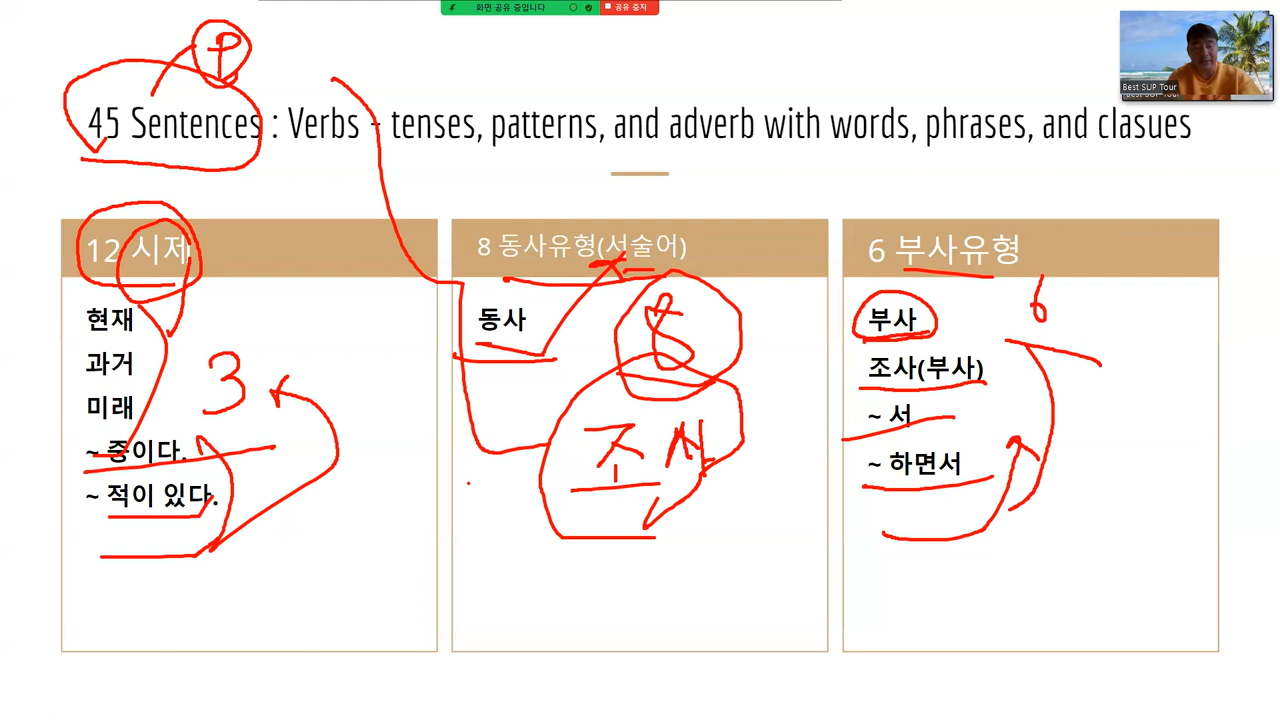 화면 공유 중입니다
공유 중지
Best SUP Tour
P
45 Sentences : Verbs - tenses, patterns, and adverb with words, phrases, and clasues
12 시제
현재
과거
미래
~ 중이다.
~ 적이 있다.
3
8 동사유형(서술어)
동사
8
6 부사유형
부사
조사(부사)
~ 서
~ 하면서
6